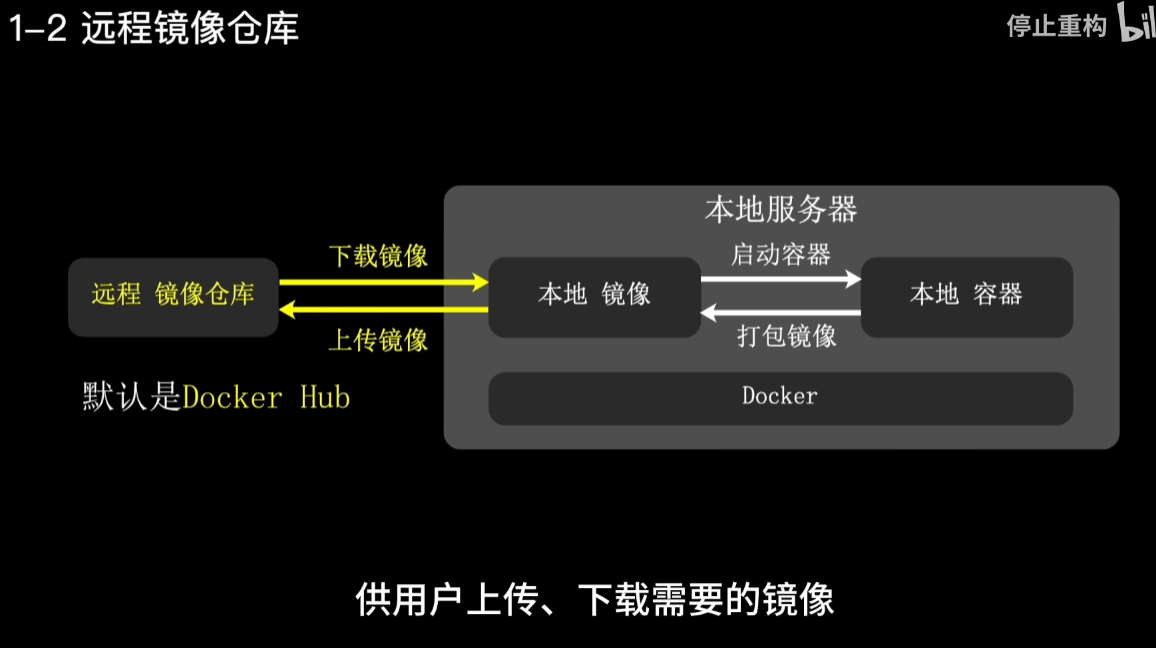 1-2 远程镜像仓库
停止重构
本地服务器
下载镜像
启动容器
远程 镜像仓库
本地 镜像
本地 容器
上传镜像
打包镜像
默认是Docker Hub
Docker
供用户上传、下载需要的镜像